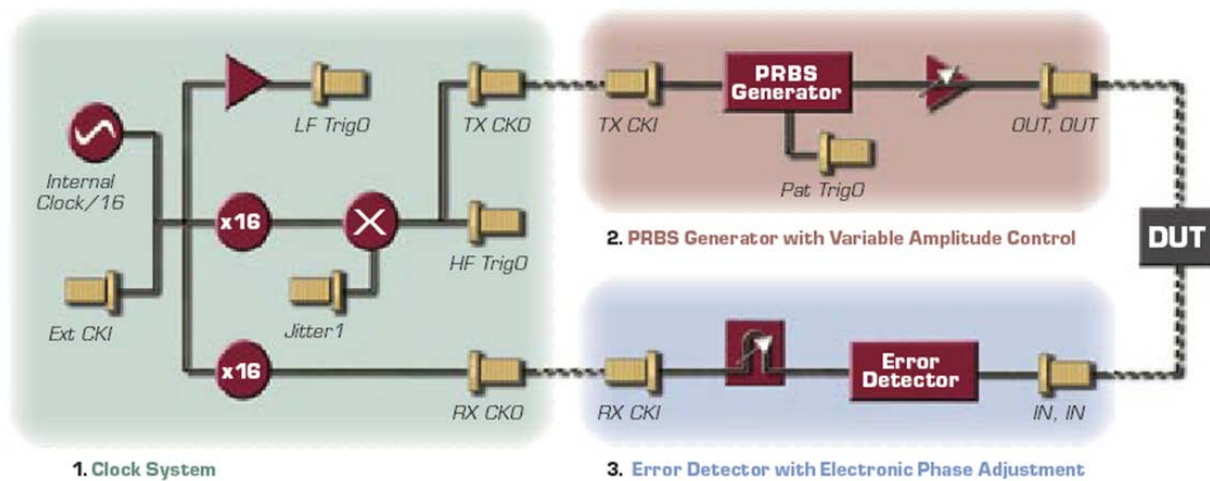 LF TrigO
TX CKO
Internal
Clock/16
x16
X
HF TrigO
Ext CKI
Jitter1
x16
RX CKO
1. Clock System
TX CKI
PRBS
Generator
OUT, OUT
Pat TrigO
2. PRBS Generator with Variable Amplitude Control
DUT
RX CKI
Error
Detector
IN, IN
3. Error Detector with Electronic Phase Adjustment